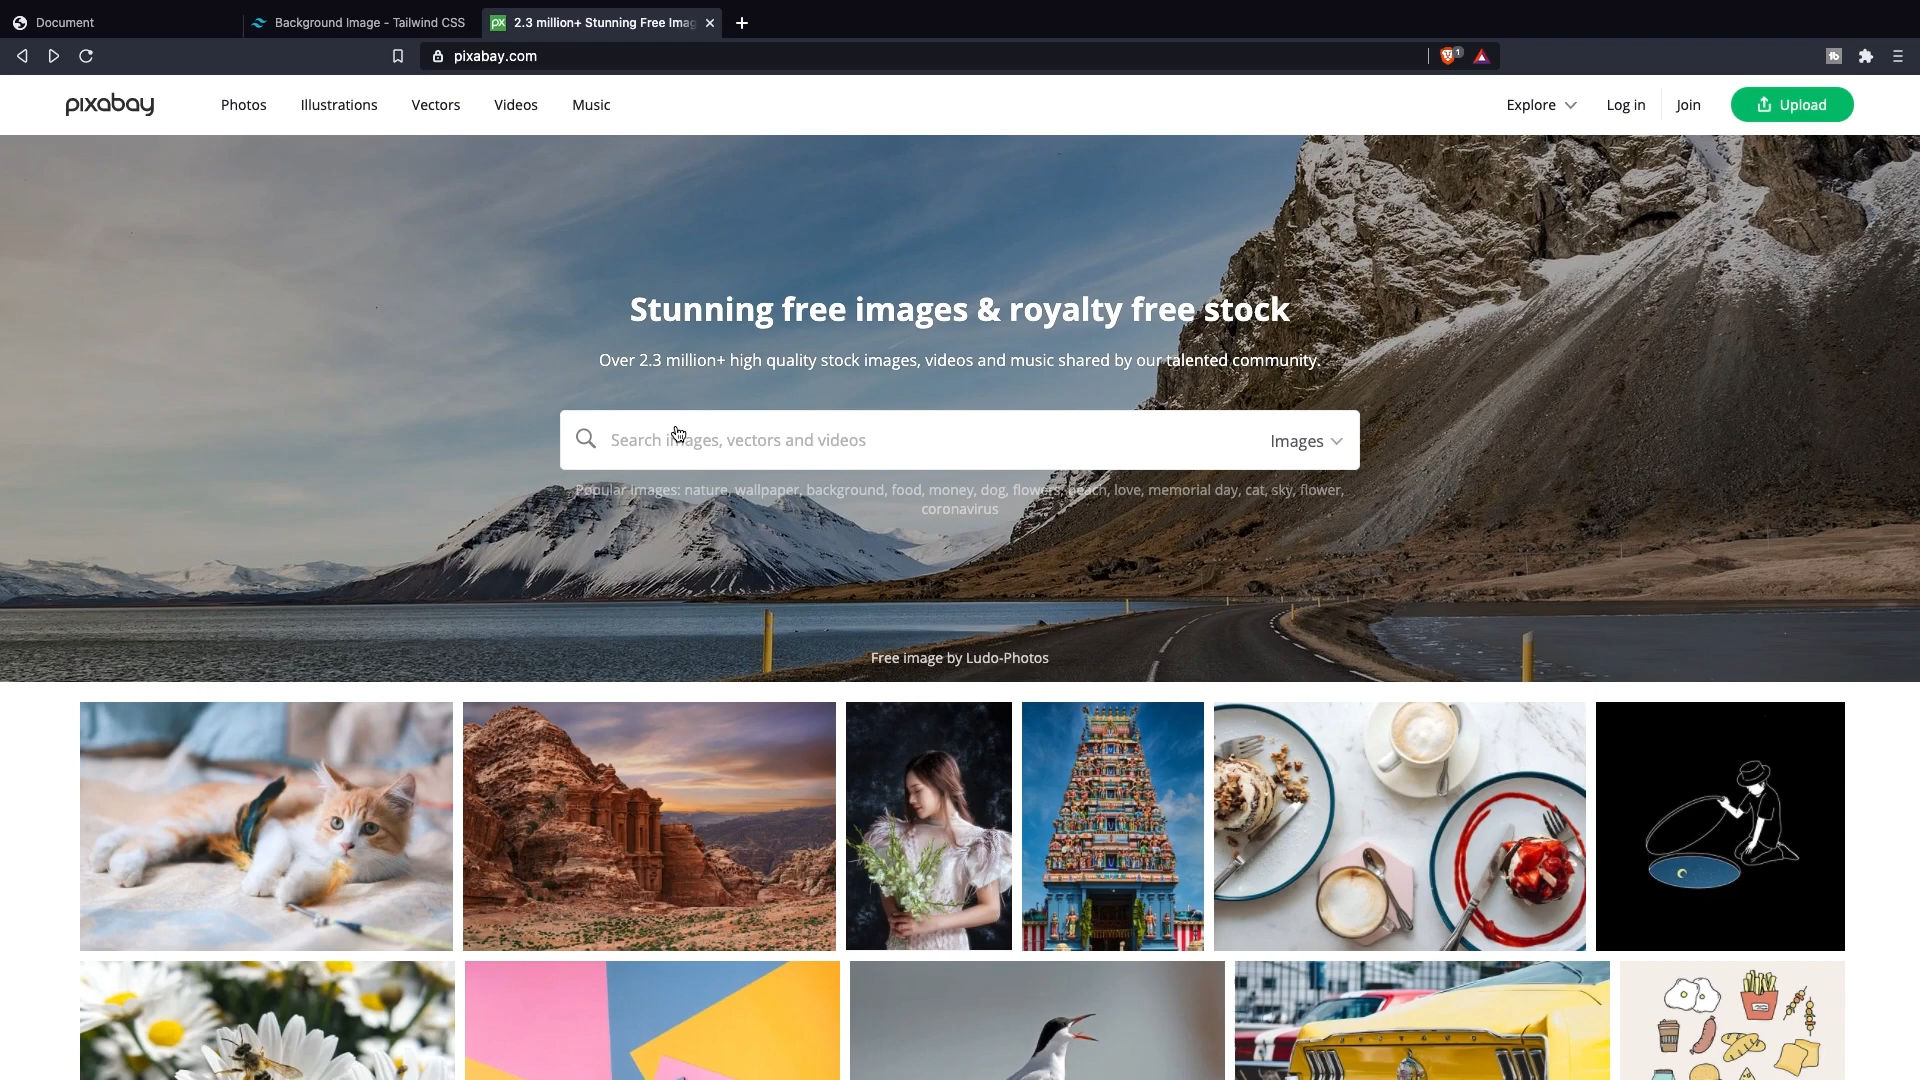 Document
Background Image - Tailwind CSS
2.3 million+ Stunning Free Imag
pixabay.com
1
pixabay
Photos
Illustrations
Vectors
Videos
Music
Explore
Log in
Join
Upload
Stunning free images & royalty free stock
Over 2.3 million+ high quality stock images, videos and music shared by our talented community.
Search images, vectors and videos
Images
Popular Images: nature, wallpaper, background, food, money, dog, flowers, beach, love, memorial day, cat, sky, flower,
coronavirus
Free image by Ludo-Photos